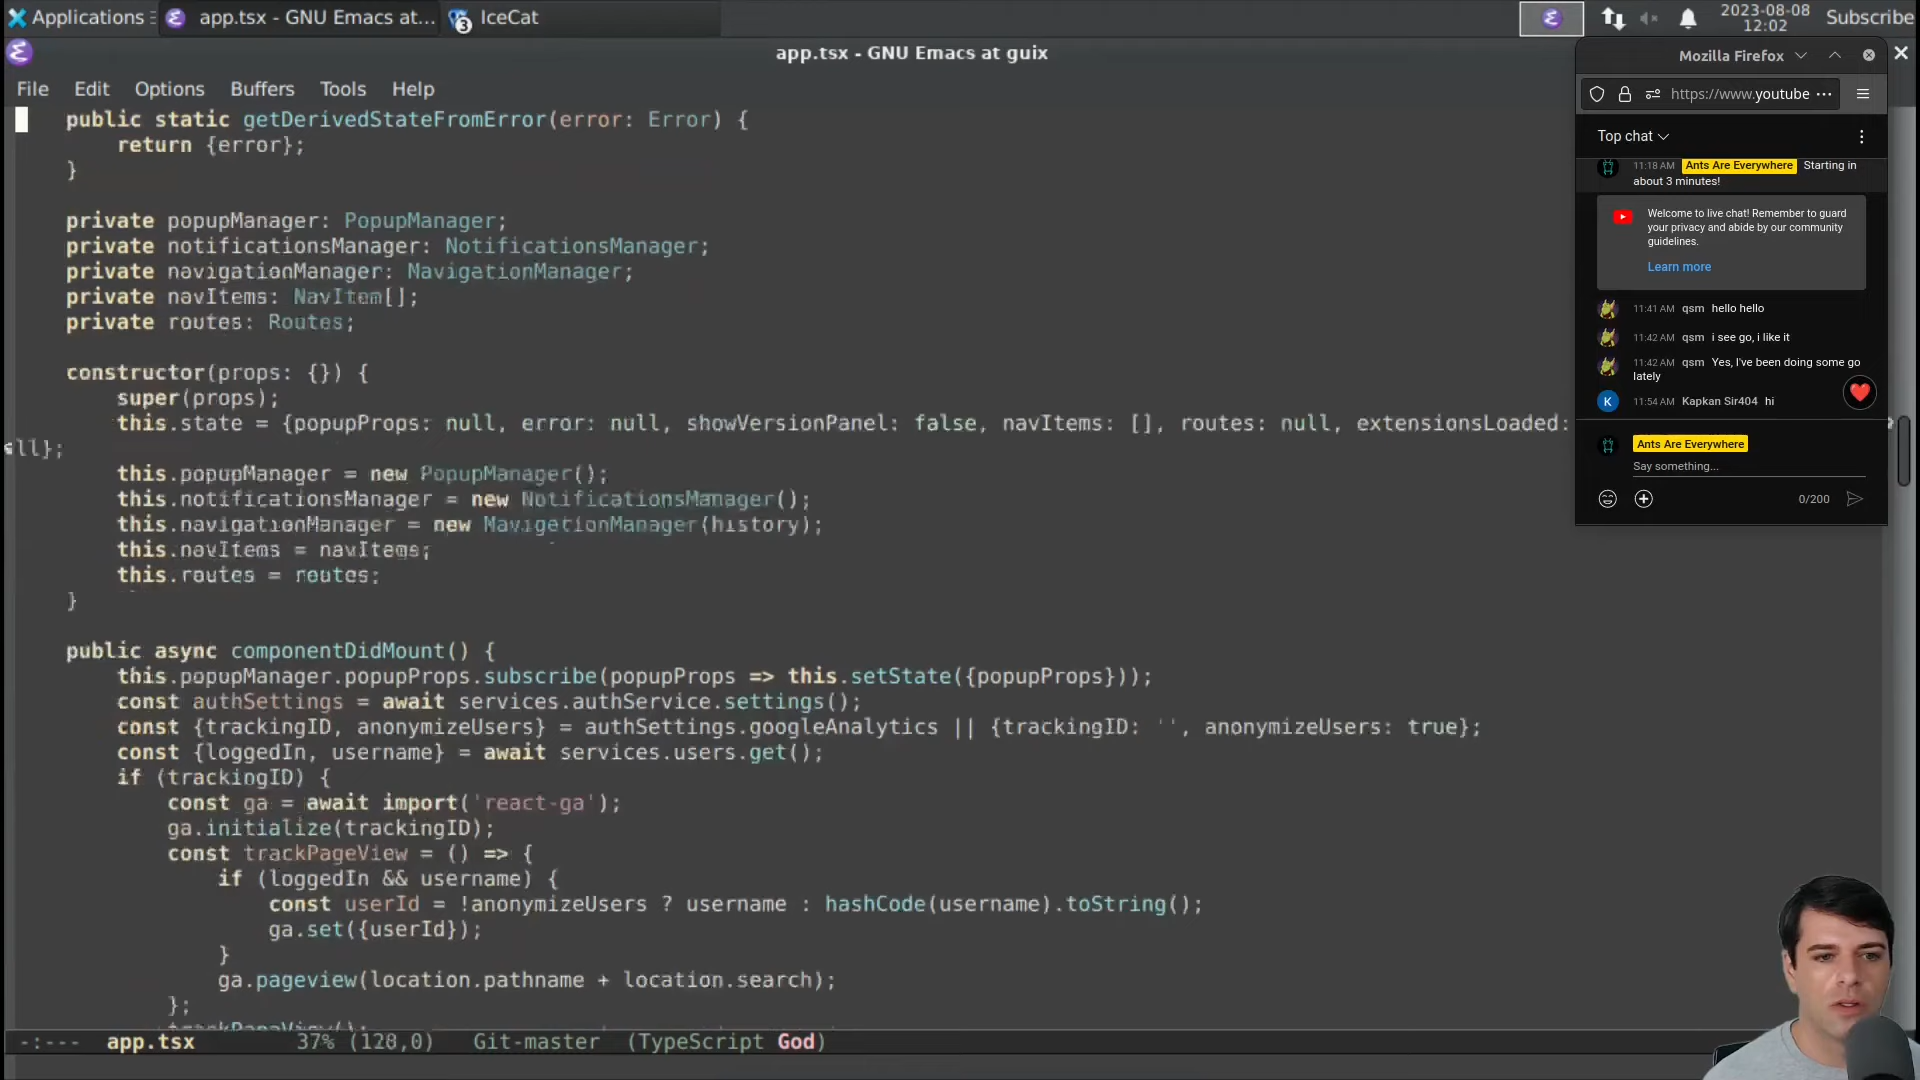 Applications
app.tsx - GNU Emacs at...
3
IceCat
2023-08-08
12:02
Subscribe
app.tsx - GNU Emacs at guix
File Edit Options Buffers Tools Help
public static getDerivedStateFromError(error: Error) {
return {error};
}
private popupManager: PopupManager;
private notificationsManager: NotificationsManager;
private navigationManager: NavigationManager;
private navItems: NavItem[];
private routes: Routes;
constructor(props: {}) {
super(props);
this.state = {popupProps: null, error: null, showVersionPanel: false, navItems: [], routes: null, extensionsLoaded:
ll};
this.popupManager = new PopupManager();
this.notificationsManager = new NotificationsManager();
this.navigationManager = new NavigationManager(history);
this.navItems = navItems;
this.routes = routes;
}
public async componentDidMount() {
this.popupManager.popupProps.subscribe(popupProps => this.setState({popupProps}));
const authSettings = await services.authService.settings();
const {trackingID, anonymizeUsers} = authSettings.googleAnalytics || {trackingID: '', anonymizeUsers: true};
const {loggedIn, username} = await services.users.get();
if (trackingID) {
const ga = await import('react-ga');
ga.initialize(trackingID);
const trackPageView = () => {
if (loggedIn && username) {
const userId = !anonymizeUsers ? username : hashCode(username).toString();
ga.set({userId});
}
ga.pageview(location.pathname + location.search);
};
-:--- app.tsx 37% (128,0) Git-master (TypeScript God)
Mozilla Firefox
https://www.youtube
Top chat
11:18 AM Ants Are Everywhere Starting in
about 3 minutes!
Welcome to live chat! Remember to guard
your privacy and abide by our community
guidelines.
Learn more
11:41 AM qsm hello hello
11:42 AM qsm i see go, i like it
11:42 AM qsm Yes, I've been doing some go
lately
K 11:54 AM Kapkan Sir404 hi
Ants Are Everywhere
Say something...
0/200